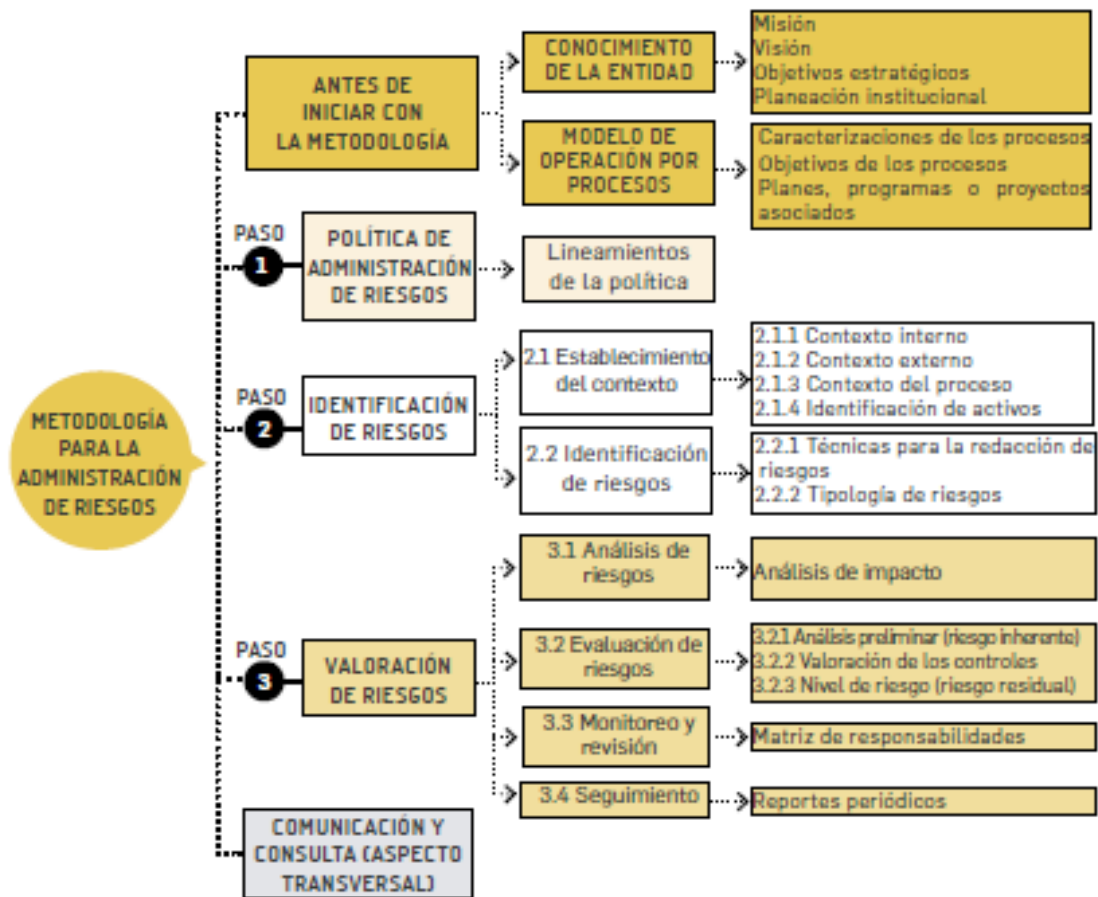 METODOLOGÍA
PARA LA
ADMINISTRACIÓN
DE RIESGOS
ANTES DE
INICIAR CON
LA METODOLOGÍA
CONOCIMIENTO
DE LA ENTIDAD
Misión
Visión
Objetivos estratégicos
Planeación institucional
MODELO DE
OPERACIÓN POR
PROCESOS
Caracterizaciones de los procesos
Objetivos de los procesos
Planes, programas o proyectos
asociados
PASO
1
POLÍTICA DE
ADMINISTRACIÓN
DE RIESGOS
Lineamientos
de la política
PASO
2
IDENTIFICACIÓN
DE RIESGOS
2.1 Establecimiento
del contexto
2.1.1 Contexto interno
2.1.2 Contexto externo
2.1.3 Contexto del proceso
2.1.4 Identificación de activos
2.2 Identificación
de riesgos
2.2.1 Técnicas para la redacción de
riesgos
2.2.2 Tipología de riesgos
PASO
3
VALORACIÓN
DE RIESGOS
3.1 Análisis de
riesgos
Análisis de impacto
3.2 Evaluación de
riesgos
3.2.1 Análisis preliminar (riesgo inherente)
3.2.2 Valoración de los controles
3.2.3 Nivel de riesgo (riesgo residual)
3.3 Monitoreo y
revisión
Matriz de responsabilidades
3.4 Seguimiento
Reportes periódicos
COMUNICACIÓN Y
CONSULTA (ASPECTO
TRANSVERSAL)